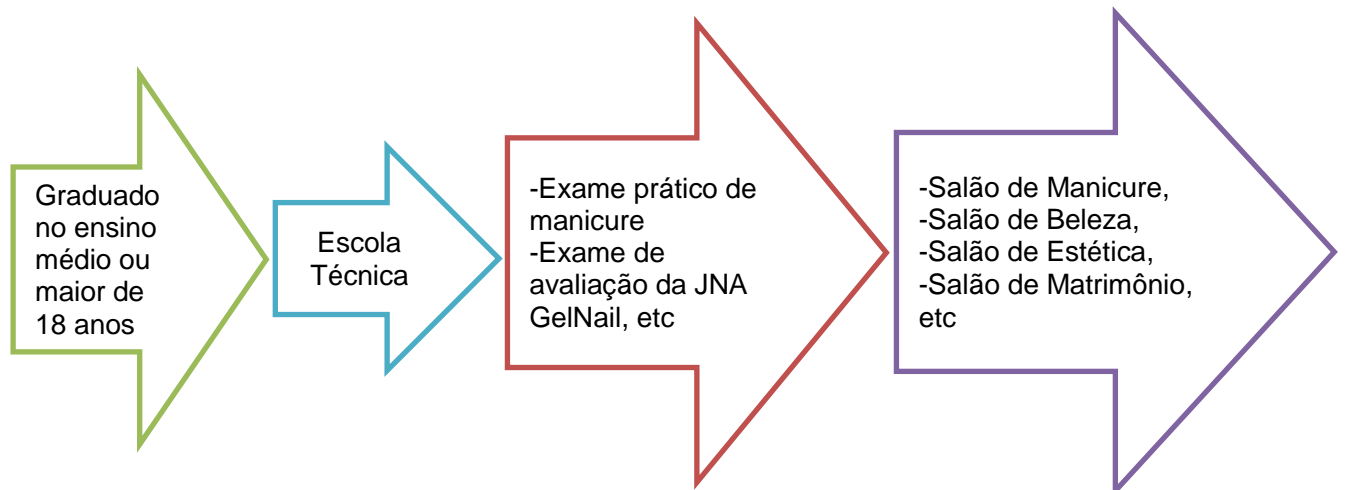 Graduado
no ensino
médio ou
maior de
18 anos
Escola
Técnica
-Exame prático de
manicure
-Exame de
avaliação da JNA
GelNail, etc
-Salão de Manicure,
-Salão de Beleza,
-Salão de Estética,
-Salão de Matrimônio,
etc